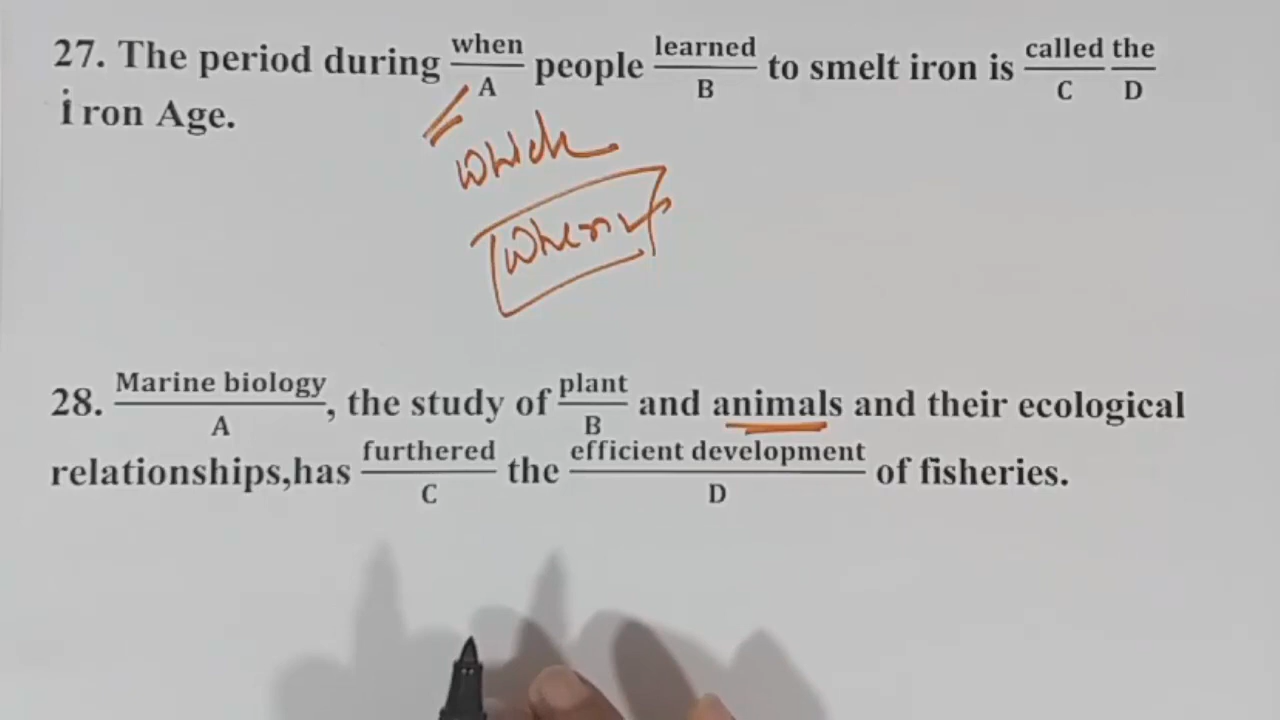 27. The period during when people learned to smelt iron is called the
A B C D
iron Age.
which
28. Marine biology, the study of plant and animals and their ecological
A B
relationships,has furthered the efficient development of fisheries.
C D